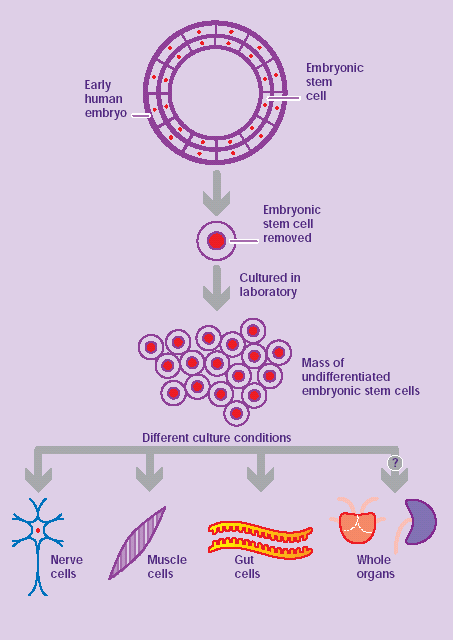 Early
human
embryo
Embryonic
stem
cell
Embryonic
stem cell
removed
Cultured in
laboratory
Mass of
undifferentiated
embryonic stem cells
Different culture conditions
?
Nerve
cells
Muscle
cells
Gut
cells
Whole
organs